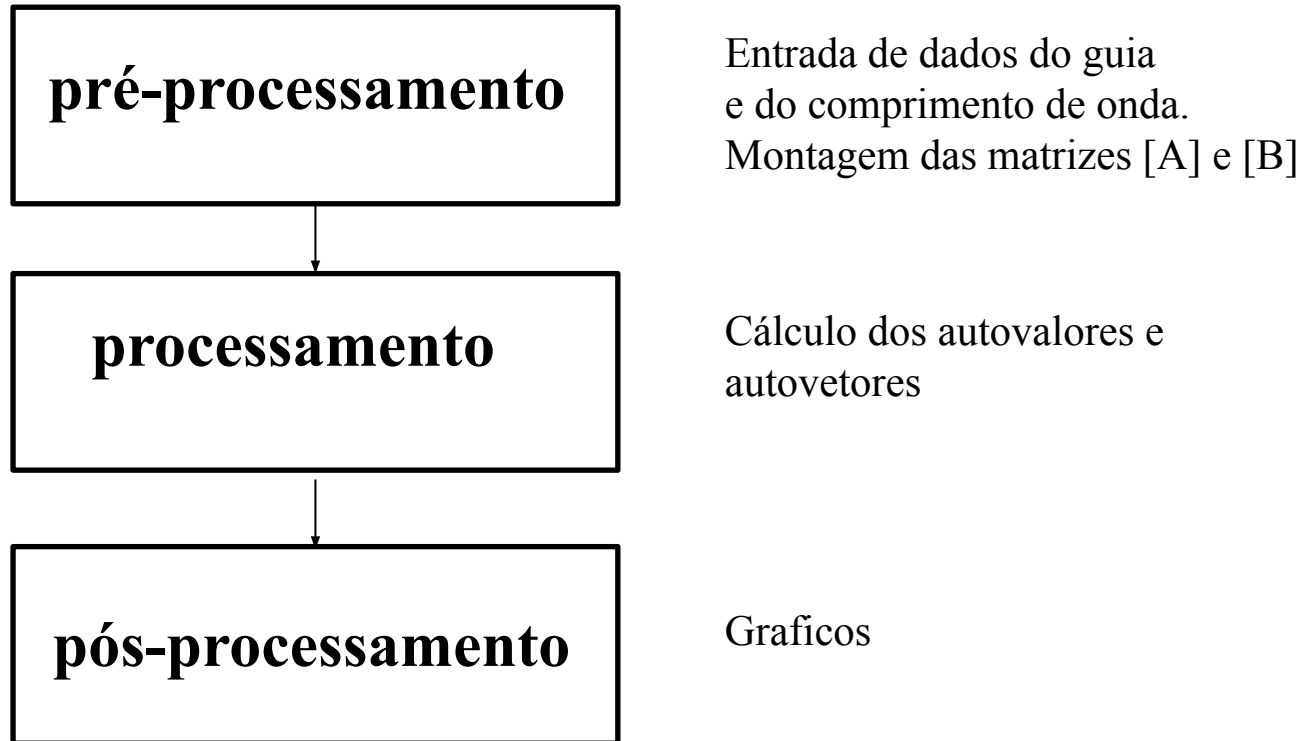 pré-processamento
Entrada de dados do guia
e do comprimento de onda.
Montagem das matrizes [A] e [B]
processamento
Cálculo dos autovalores e
autovetores
pós-processamento
Graficos